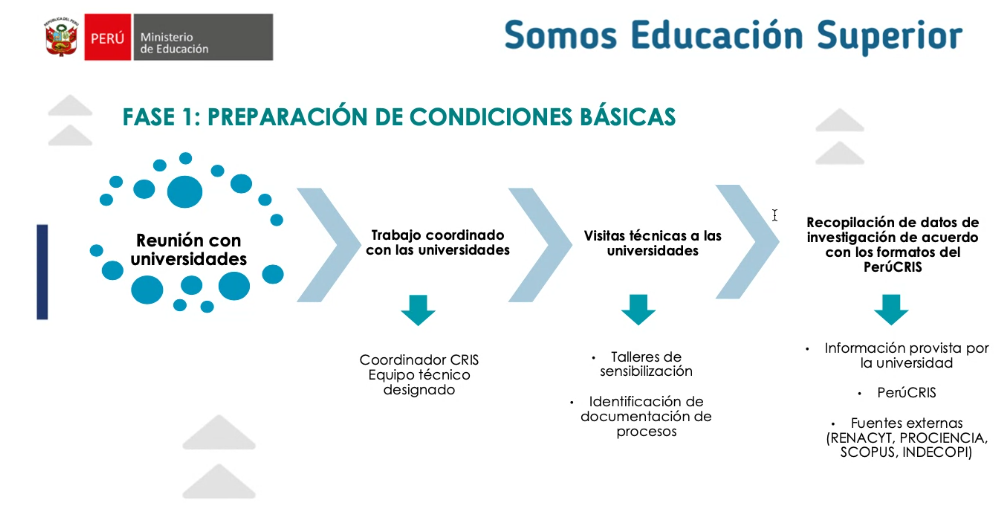 REPÚBLICA DEL PERÚ
PERÚ
Ministerio
de Educación
Somos Educación Superior
FASE 1: PREPARACIÓN DE CONDICIONES BÁSICAS
Reunión con
universidades
Trabajo coordinado
con las universidades
Visitas técnicas a las
universidades
Recopilación de datos de
investigación de acuerdo
con los formatos del
PerúCRIS
Coordinador CRIS
Equipo técnico
designado
• Talleres de
sensibilización
• Identificación de
documentación de
procesos
• Información provista por
la universidad
• PerúCRIS
• Fuentes externas
(RENACYT, PROCIENCIA,
SCOPUS, INDECOPI)